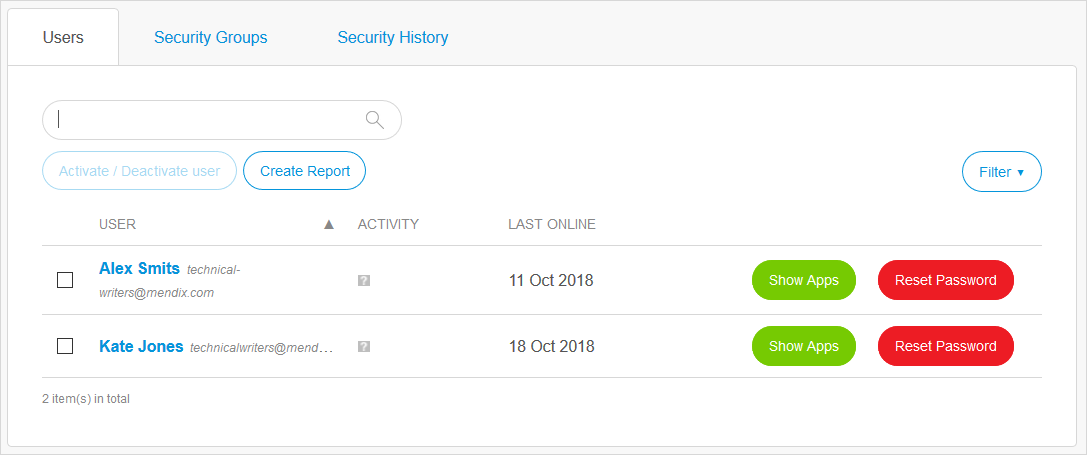 Users Security Groups Security History
Activate / Deactivate user Create Report Filter ▼
USER ▲ ACTIVITY LAST ONLINE
Alex Smits technical-
writers@mendix.com
? 11 Oct 2018 Show Apps Reset Password
Kate Jones technicalwriters@mend... ? 18 Oct 2018 Show Apps Reset Password
2 item(s) in total